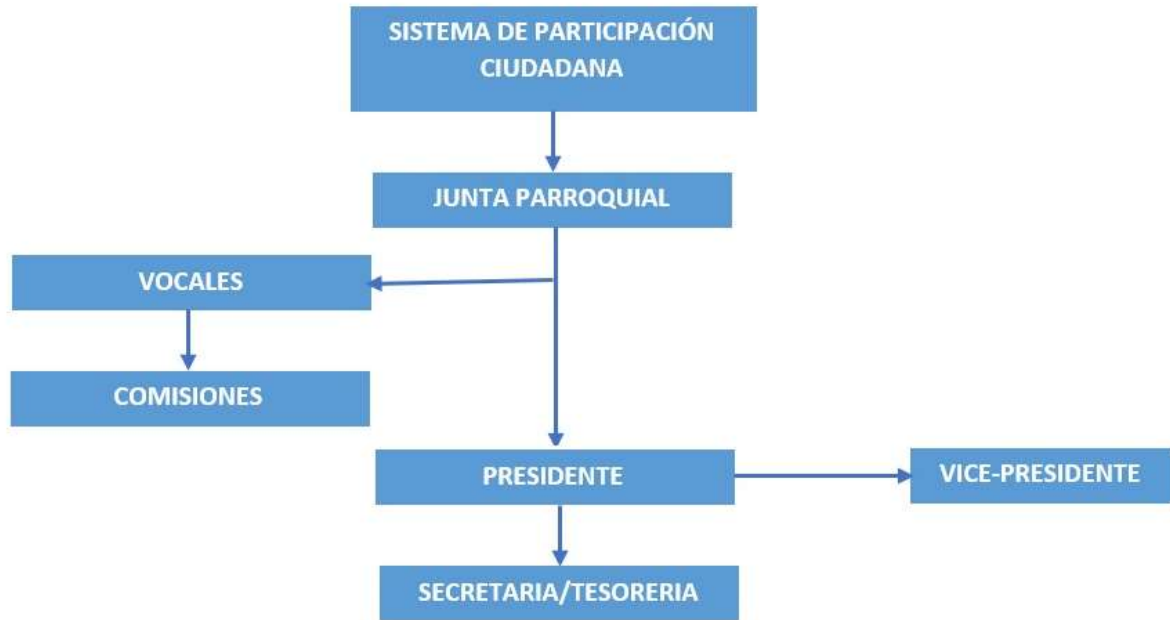 SISTEMA DE PARTICIPACIÓN
CIUDADANA
JUNTA PARROQUIAL
VOCALES
COMISIONES
PRESIDENTE
VICE-PRESIDENTE
SECRETARIA/TESORERIA